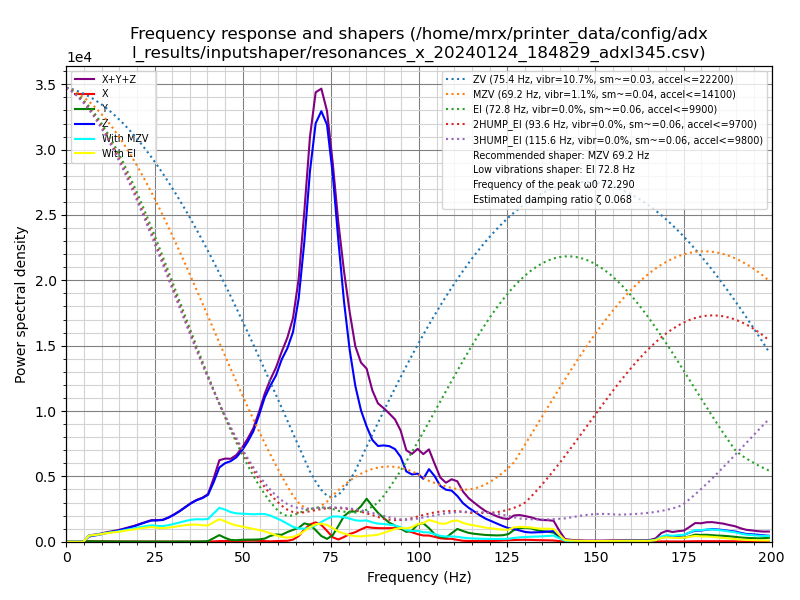 Frequency response and shapers (/home/mrx/printer_data/config/adx
l_results/inputshaper/resonances_x_20240124_184829_adxl345.csv)
1e4
X+Y+Z
X
Y
Z
With MZV
With EI
ZV (75.4 Hz, vibr=10.7%, sm~=0.03, accel<=22200)
MZV (69.2 Hz, vibr=1.1%, sm~=0.04, accel<=14100)
EI (72.8 Hz, vibr=0.0%, sm~=0.06, accel<=9900)
2HUMP_EI (93.6 Hz, vibr=0.0%, sm~=0.06, accel<=9700)
3HUMP_EI (115.6 Hz, vibr=0.0%, sm~=0.06, accel<=9800)
Recommended shaper: MZV 69.2 Hz
Low vibrations shaper: EI 72.8 Hz
Frequency of the peak ω0 72.290
Estimated damping ratio ζ 0.068
Power spectral density
3.5
3.0
2.5
2.0
1.5
1.0
0.5
0.0
0 25 50 75 100 125 150 175 200
Frequency (Hz)